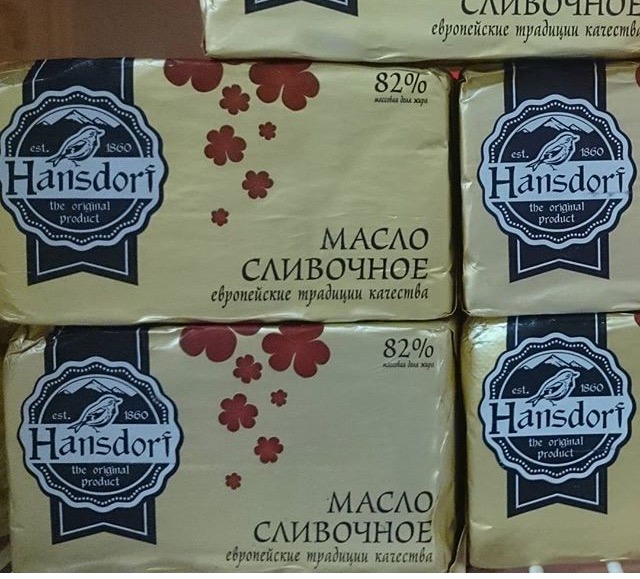 СЛИВОЧНОЕ
европейские традиции качества
82%
массовая доля жира
est. 1860
Hansdorf
the original
product
МАСЛО
СЛИВОЧНОЕ
европейские традиции качества
est. 1860
Hansdorf
the original
product
82%
массовая доля жира
est. 1860
Hansdorf
the original
product
МАСЛО
СЛИВОЧНОЕ
европейские традиции качества
est. 1860
Hansdorf
the original
product